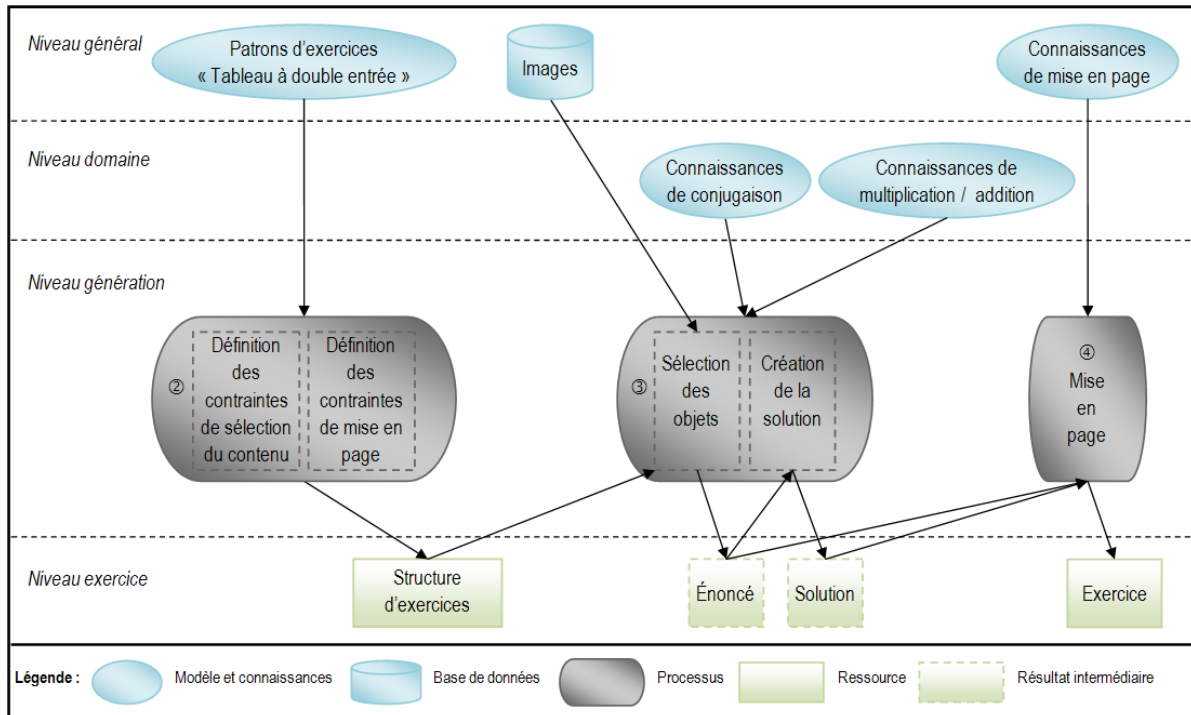 Niveau général
Patrons d'exercices
« Tableau à double entrée »
Images
Connaissances
de mise en page
Niveau domaine
Connaissances
de conjugaison
Connaissances de
multiplication / addition
Niveau génération
②
Définition
des
contraintes
de sélection
du contenu
Définition
des
contraintes
de mise en
page
③
Sélection
des
objets
Création
de la
solution
④
Mise
en
page
Niveau exercice
Structure
d'exercices
Énoncé
Solution
Exercice
Légende :
Modèle et connaissances
Base de données
Processus
Ressource
Résultat intermédiaire